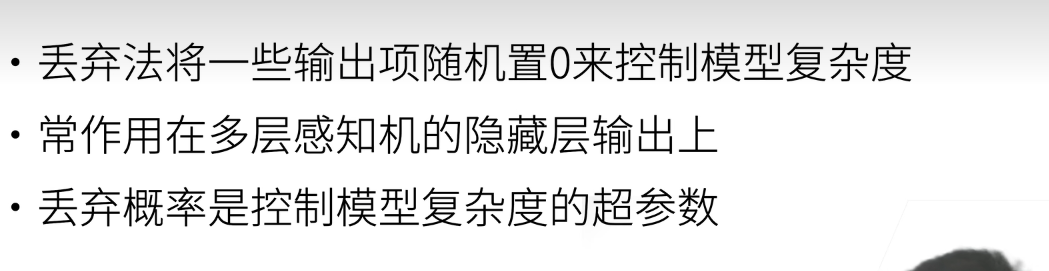 • 丢弃法将一些输出项随机置0来控制模型复杂度
• 常作用在多层感知机的隐藏层输出上
• 丢弃概率是控制模型复杂度的超参数